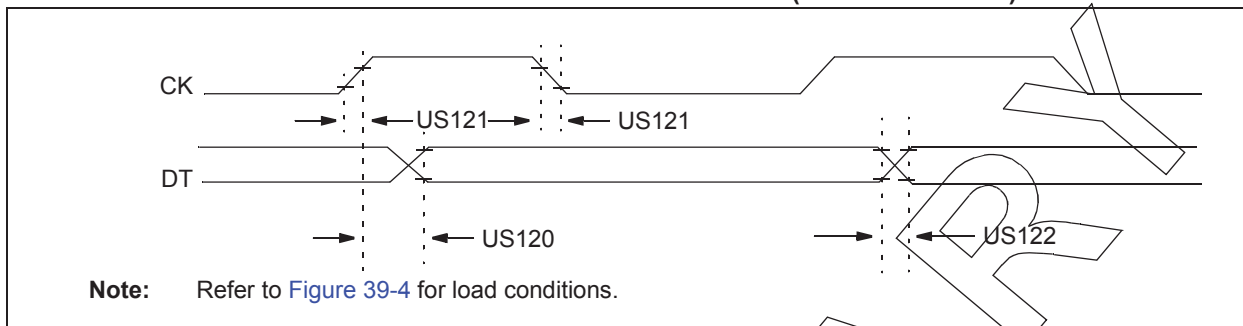 CK
US121 US121
DT
US120 US122
Note: Refer to Figure 39-4 for load conditions.